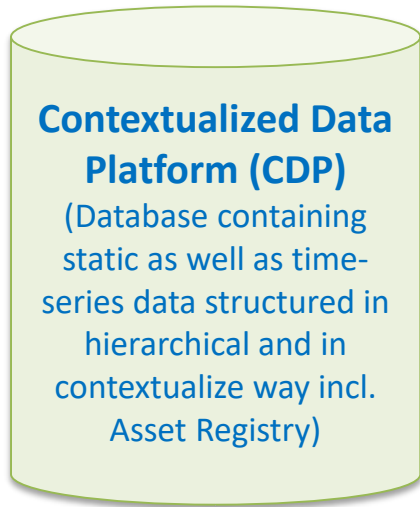 Contextualized Data
Platform (CDP)
(Database containing
static as well as time-
series data structured in
hierarchical and in
contextualize way incl.
Asset Registry)